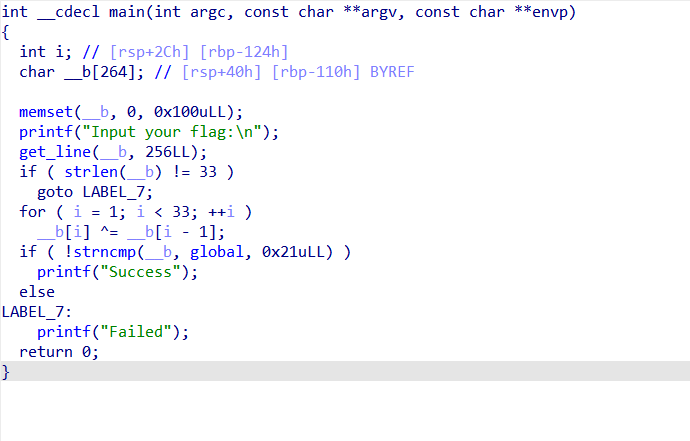 int __cdecl main(int argc, const char **argv, const char **envp)
{
  int i; // [rsp+2Ch] [rbp-124h]
  char __b[264]; // [rsp+40h] [rbp-110h] BYREF

  memset(__b, 0, 0x100uLL);
  printf("Input your flag:\n");
  get_line(__b, 256LL);
  if ( strlen(__b) != 33 )
    goto LABEL_7;
  for ( i = 1; i < 33; ++i )
    __b[i] ^= __b[i - 1];
  if ( !strncmp(__b, global, 0x21uLL) )
    printf("Success");
  else
LABEL_7:
    printf("Failed");
  return 0;
}